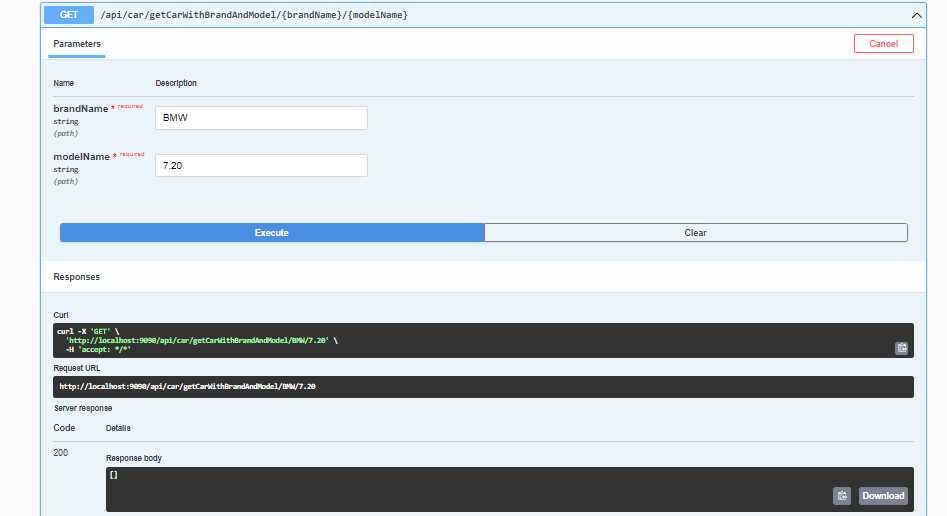 GET /api/car/getCarWithBrandAndModel/{brandName}/{modelName}
Parameters Cancel
Name Description
brandName * required
string
(path)
BMW
modelName * required
string
(path)
7.20
Execute Clear
Responses
Curl
curl -X 'GET' \
'http://localhost:9090/api/car/getCarWithBrandAndModel/BMW/7.20' \
-H 'accept: */*'
Request URL
http://localhost:9090/api/car/getCarWithBrandAndModel/BMW/7.20
Server response
Code Details
200
Response body
[]
Download